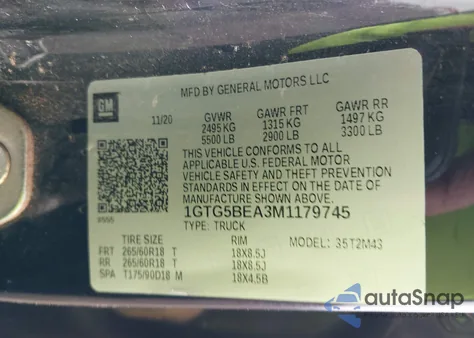 MFD BY GENERAL MOTORS LLC
GM
11/20 GVWR GAWR FRT GAWR RR
2495 KG 1315 KG 1497 KG
5500 LB 2900 LB 3300 LB
THIS VEHICLE CONFORMS TO ALL
APPLICABLE U.S. FEDERAL MOTOR
VEHICLE SAFETY AND THEFT PREVENTION
STANDARDS IN EFFECT ON THE DATE OF
MANUFACTURE SHOWN ABOVE.
1GTG5BEA3M1179745
TYPE: TRUCK
TIRE SIZE RIM MODEL: 35T2M43
FRT 265/60R18 T 18X8.5J
RR 265/60R18 T 18X8.5J
SPA T175/90D18 M 18X4.5B
autoSnap
www.autosnap.co